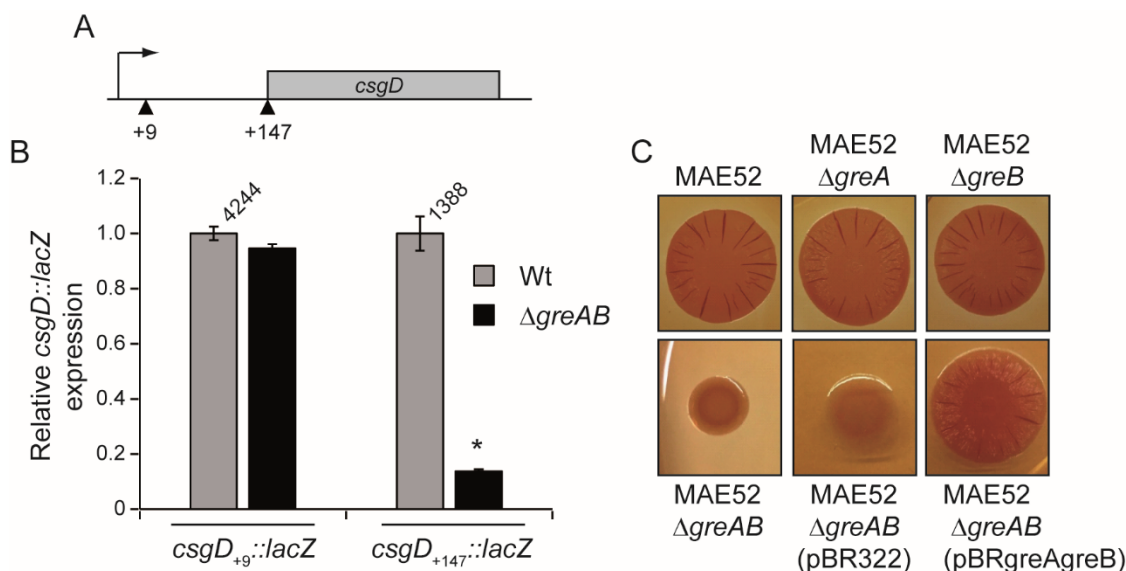 A
csgD
+9
+147
B
Relative csgD::lacZ
expression
1.2
1.0
0.8
0.6
0.4
0.2
0
4244
1388
*
Wt
ΔgreAB
csgD+9::lacZ
csgD+147::lacZ
C
MAE52
MAE52
ΔgreA
MAE52
ΔgreB
MAE52
ΔgreAB
MAE52
ΔgreAB
(pBR322)
MAE52
ΔgreAB
(pBRgreAgreB)